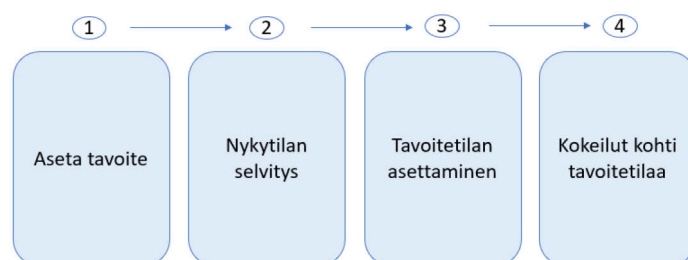 1
2
3
4
Aseta tavoite
Nykytilan
selvitys
Tavoitetilan
asettaminen
Kokeilut kohti
tavoitetilaa